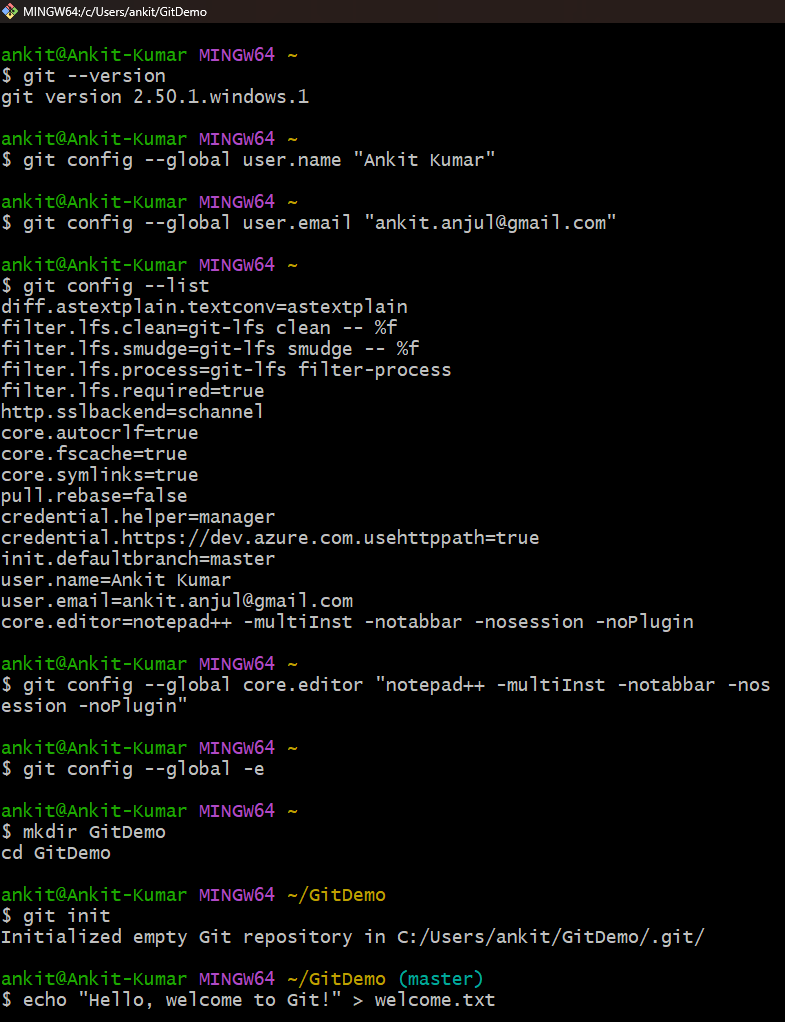 MINGW64:/c/Users/ankit/GitDemo
ankit@Ankit-Kumar MINGW64 ~
$ git --version
git version 2.50.1.windows.1
ankit@Ankit-Kumar MINGW64 ~
$ git config --global user.name "Ankit Kumar"
ankit@Ankit-Kumar MINGW64 ~
$ git config --global user.email "ankit.anjul@gmail.com"
ankit@Ankit-Kumar MINGW64 ~
$ git config --list
diff.astextplain.textconv=astextplain
filter.lfs.clean=git-lfs clean -- %f
filter.lfs.smudge=git-lfs smudge -- %f
filter.lfs.process=git-lfs filter-process
filter.lfs.required=true
http.sslbackend=schannel
core.autocrlf=true
core.fscache=true
core.symlinks=true
pull.rebase=false
credential.helper=manager
credential.https://dev.azure.com.usehttppath=true
init.defaultbranch=master
user.name=Ankit Kumar
user.email=ankit.anjul@gmail.com
core.editor=notepad++ -multiInst -notabbar -nosession -noPlugin
ankit@Ankit-Kumar MINGW64 ~
$ git config --global core.editor "notepad++ -multiInst -notabbar -nos
ession -noPlugin"
ankit@Ankit-Kumar MINGW64 ~
$ git config --global -e
ankit@Ankit-Kumar MINGW64 ~
$ mkdir GitDemo
cd GitDemo
ankit@Ankit-Kumar MINGW64 ~/GitDemo
$ git init
Initialized empty Git repository in C:/Users/ankit/GitDemo/.git/
ankit@Ankit-Kumar MINGW64 ~/GitDemo (master)
$ echo "Hello, welcome to Git!" > welcome.txt